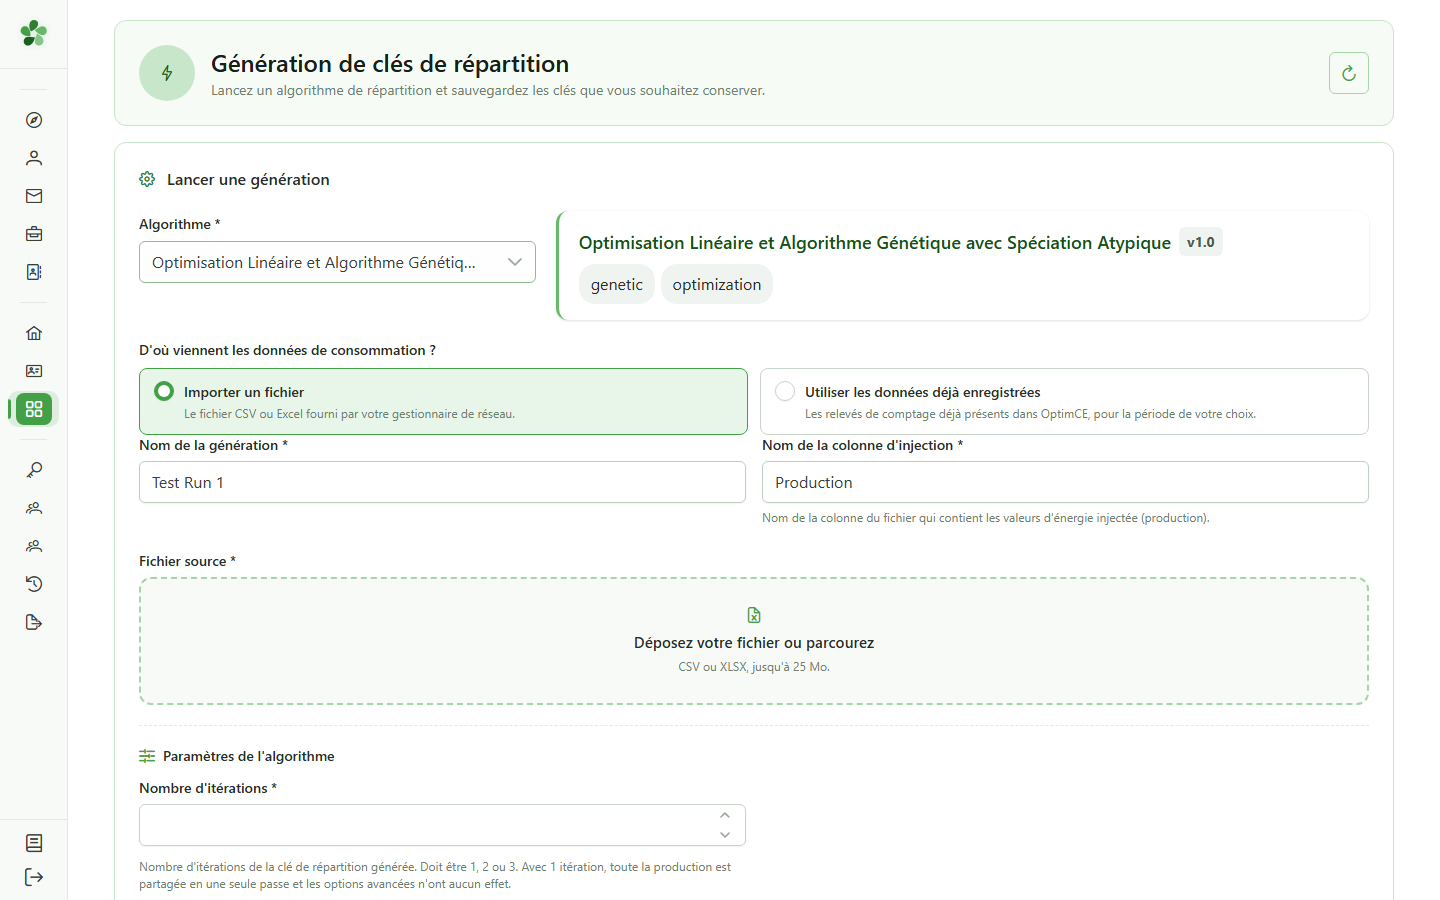 Génération de clés de répartition
Lancez un algorithme de répartition et sauvegardez les clés que vous souhaitez conserver.
Lancer une génération
Algorithme *
Optimisation Linéaire et Algorithme Génétiq...
Optimisation Linéaire et Algorithme Génétique avec Spéciation Atypique v1.0
genetic optimization
D'où viennent les données de consommation ?
Importer un fichier
Le fichier CSV ou Excel fourni par votre gestionnaire de réseau.
Utiliser les données déjà enregistrées
Les relevés de comptage déjà présents dans OptimCE, pour la période de votre choix.
Nom de la génération *
Test Run 1
Nom de la colonne d'injection *
Production
Nom de la colonne du fichier qui contient les valeurs d'énergie injectée (production).
Fichier source *
Déposez votre fichier ou parcourez
CSV ou XLSX, jusqu'à 25 Mo.
Paramètres de l'algorithme
Nombre d'itérations *
Nombre d'itérations de la clé de répartition générée. Doit être 1, 2 ou 3. Avec 1 itération, toute la production est
partagée en une seule passe et les options avancées n'ont aucun effet.